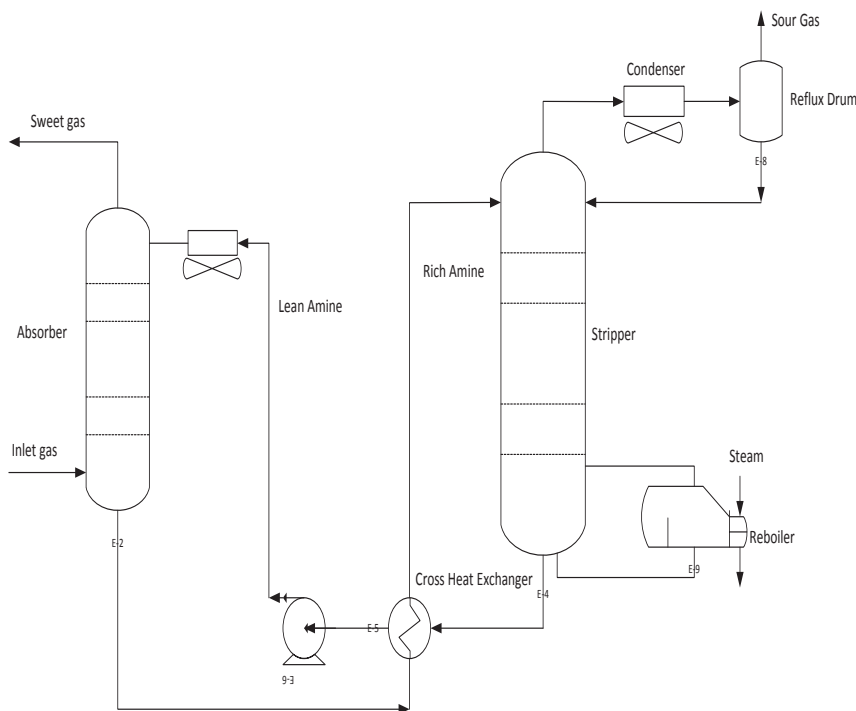 Sour Gas
Condenser
Reflux Drum
Sweet gas
E-8
Rich Amine
Lean Amine
Absorber
Stripper
Inlet gas
Steam
E-2
Reboiler
E-9
Cross Heat Exchanger
E-4
E-5
9-3